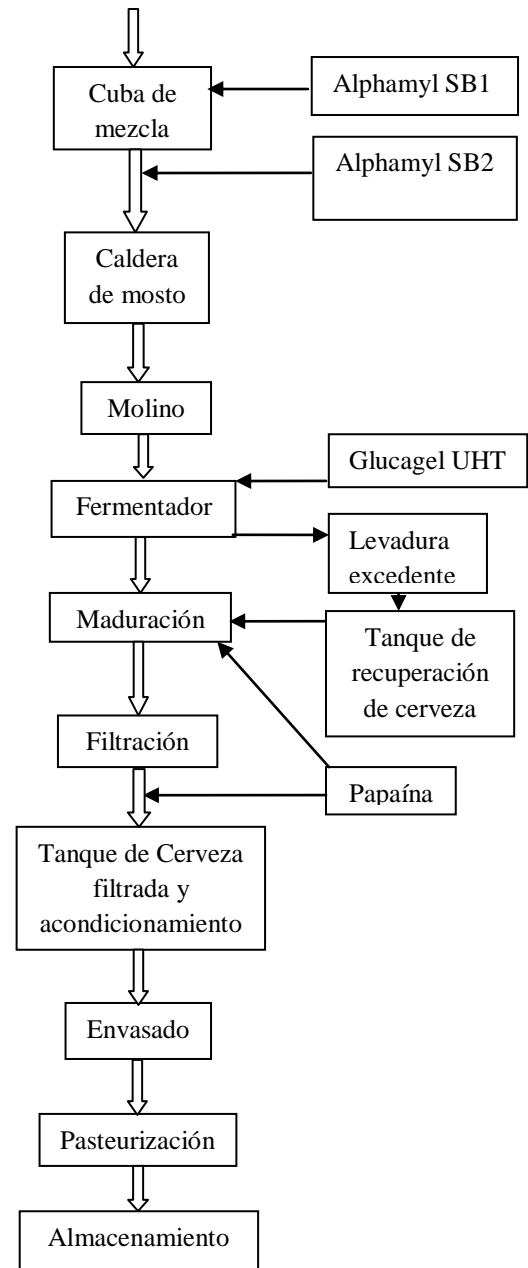 Cuba de
mezcla
Alphamyl SB1
Alphamyl SB2
Caldera
de mosto
Molino
Glucagel UHT
Fermentador
Levadura
excedente
Maduración
Tanque de
recuperación
de cerveza
Filtración
Papaína
Tanque de Cerveza
filtrada y
acondicionamiento
Envasado
Pasteurización
Almacenamiento